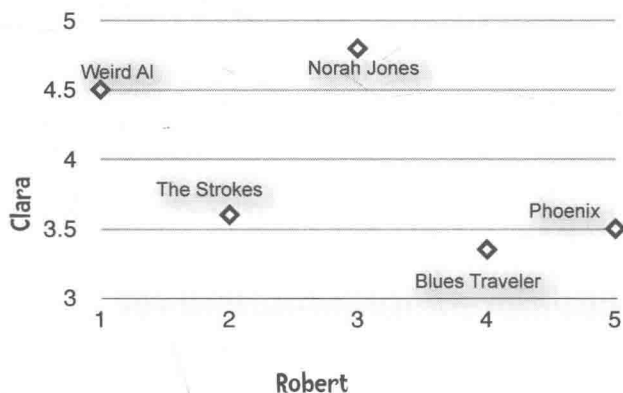 5
Weird Al
Norah Jones
4.5
4
The Strokes
Clara
Phoenix
3.5
Blues Traveler
3
1 2 3 4 5
Robert